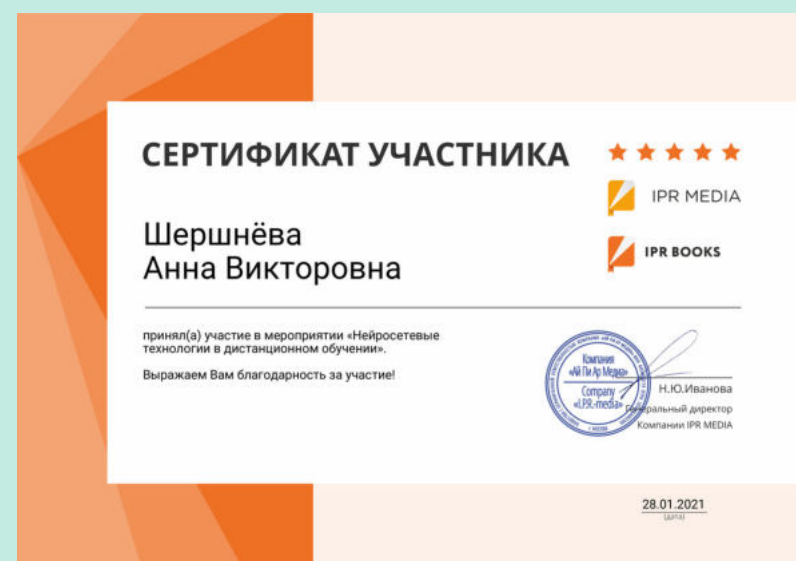 СЕРТИФИКАТ УЧАСТНИКА
IPR MEDIA
IPR BOOKS
Шершнёва
Анна Викторовна
принял(а) участие в мероприятии «Нейросетевые
технологии в дистанционном обучении».
Выражаем Вам благодарность за участие!
Компания
«Ай Пи Ар Медиа»
Company
«I.P.R.-media»
Н.Ю.Иванова
Генеральный директор
Компании IPR MEDIA
28.01.2021
(дата)